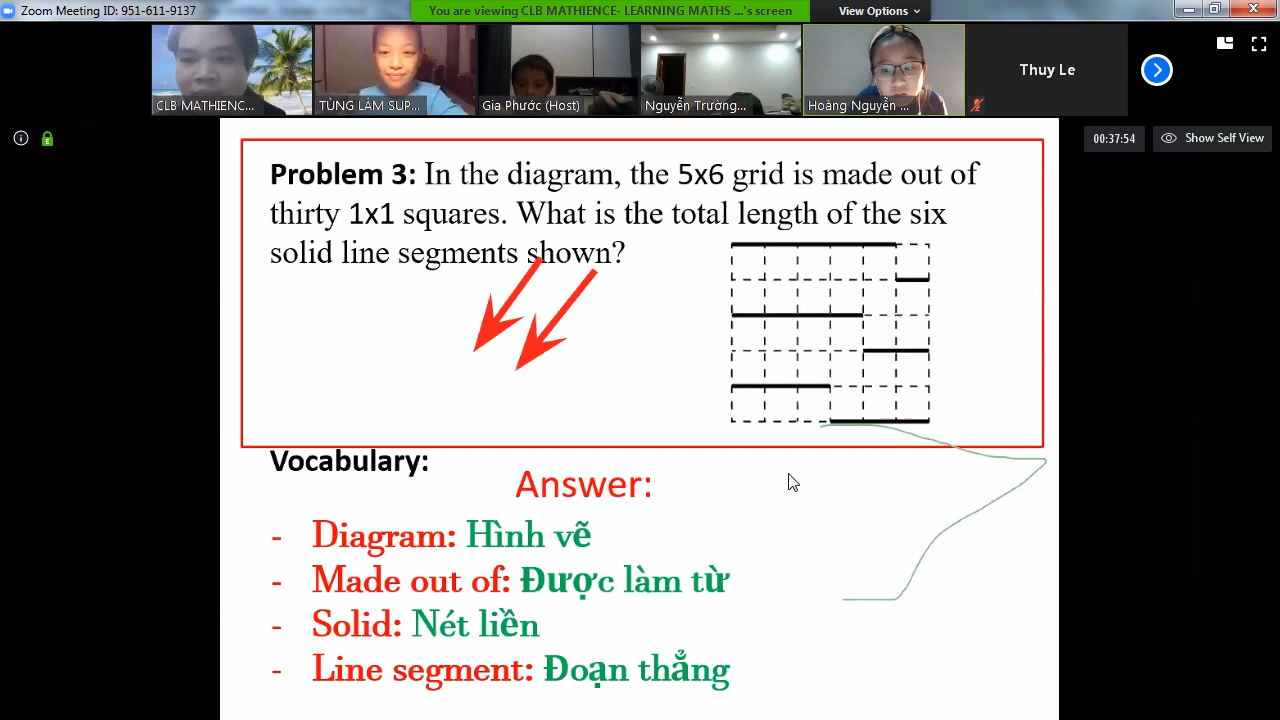 Zoom Meeting ID: 951-611-9137
You are viewing CLB MATHIENCE- LEARNING MATHS ...'s screen
View Options
CLB MATHIENC...
TÙNG LÂM SUP...
Gia Phước (Host)
Nguyễn Trường...
Hoàng Nguyễn ...
Thuy Le
00:37:54
Show Self View
Problem 3: In the diagram, the 5x6 grid is made out of
thirty 1x1 squares. What is the total length of the six
solid line segments shown?
Vocabulary:
Answer:
- Diagram: Hình vẽ
- Made out of: Được làm từ
- Solid: Nét liền
- Line segment: Đoạn thẳng